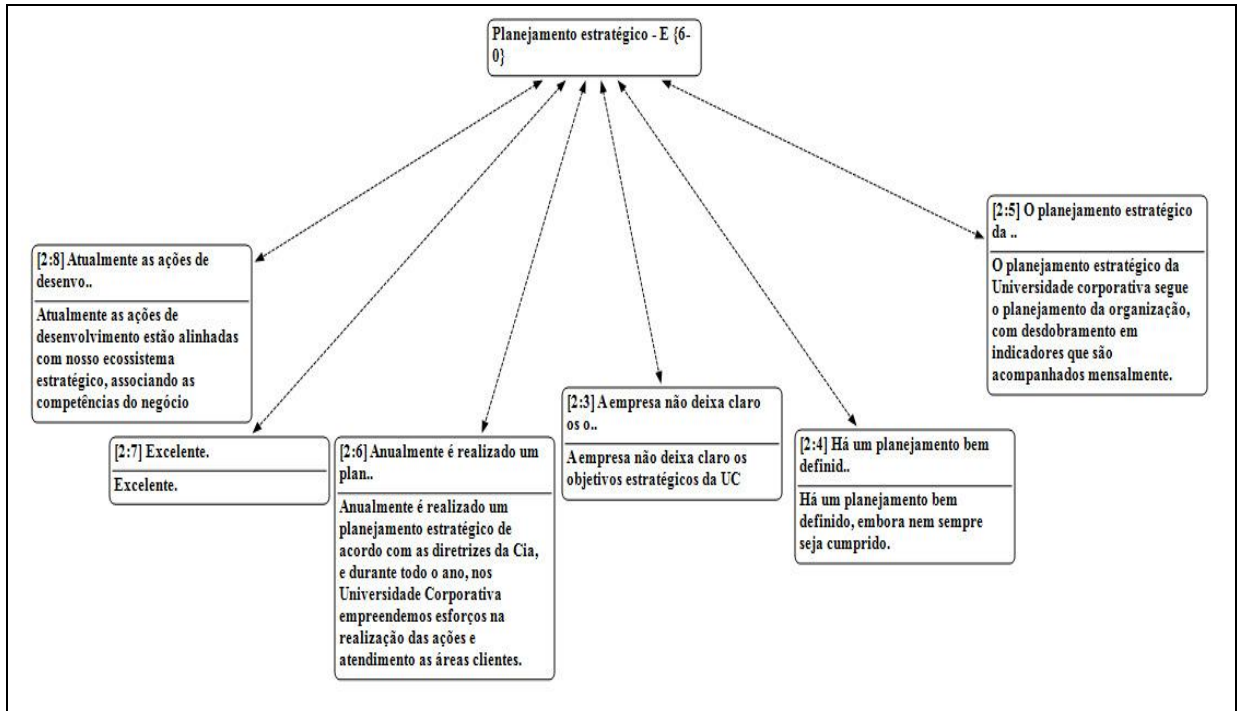 Planejamento estratégico - E {6-
0}
[2:8] Atualmente as ações de
desenvo..
Atualmente as ações de
desenvolvimento estão alinhadas
com nosso ecossistema
estratégico, associando as
competências do negócio
[2:7] Excelente.
Excelente.
[2:6] Anualmente é realizado um
plan..
Anualmente é realizado um
planejamento estratégico de
acordo com as diretrizes da Cia,
e durante todo o ano, nos
Universidade Corporativa
empreendemos esforços na
realização das ações e
atendimento as áreas clientes.
[2:3] A empresa não deixa claro
os o..
A empresa não deixa claro os
objetivos estratégicos da UC
[2:4] Há um planejamento bem
definid..
Há um planejamento bem
definido, embora nem sempre
seja cumprido.
[2:5] O planejamento estratégico
da ..
O planejamento estratégico da
Universidade corporativa segue
o planejamento da organização,
com desdobramento em
indicadores que são
acompanhados mensalmente.